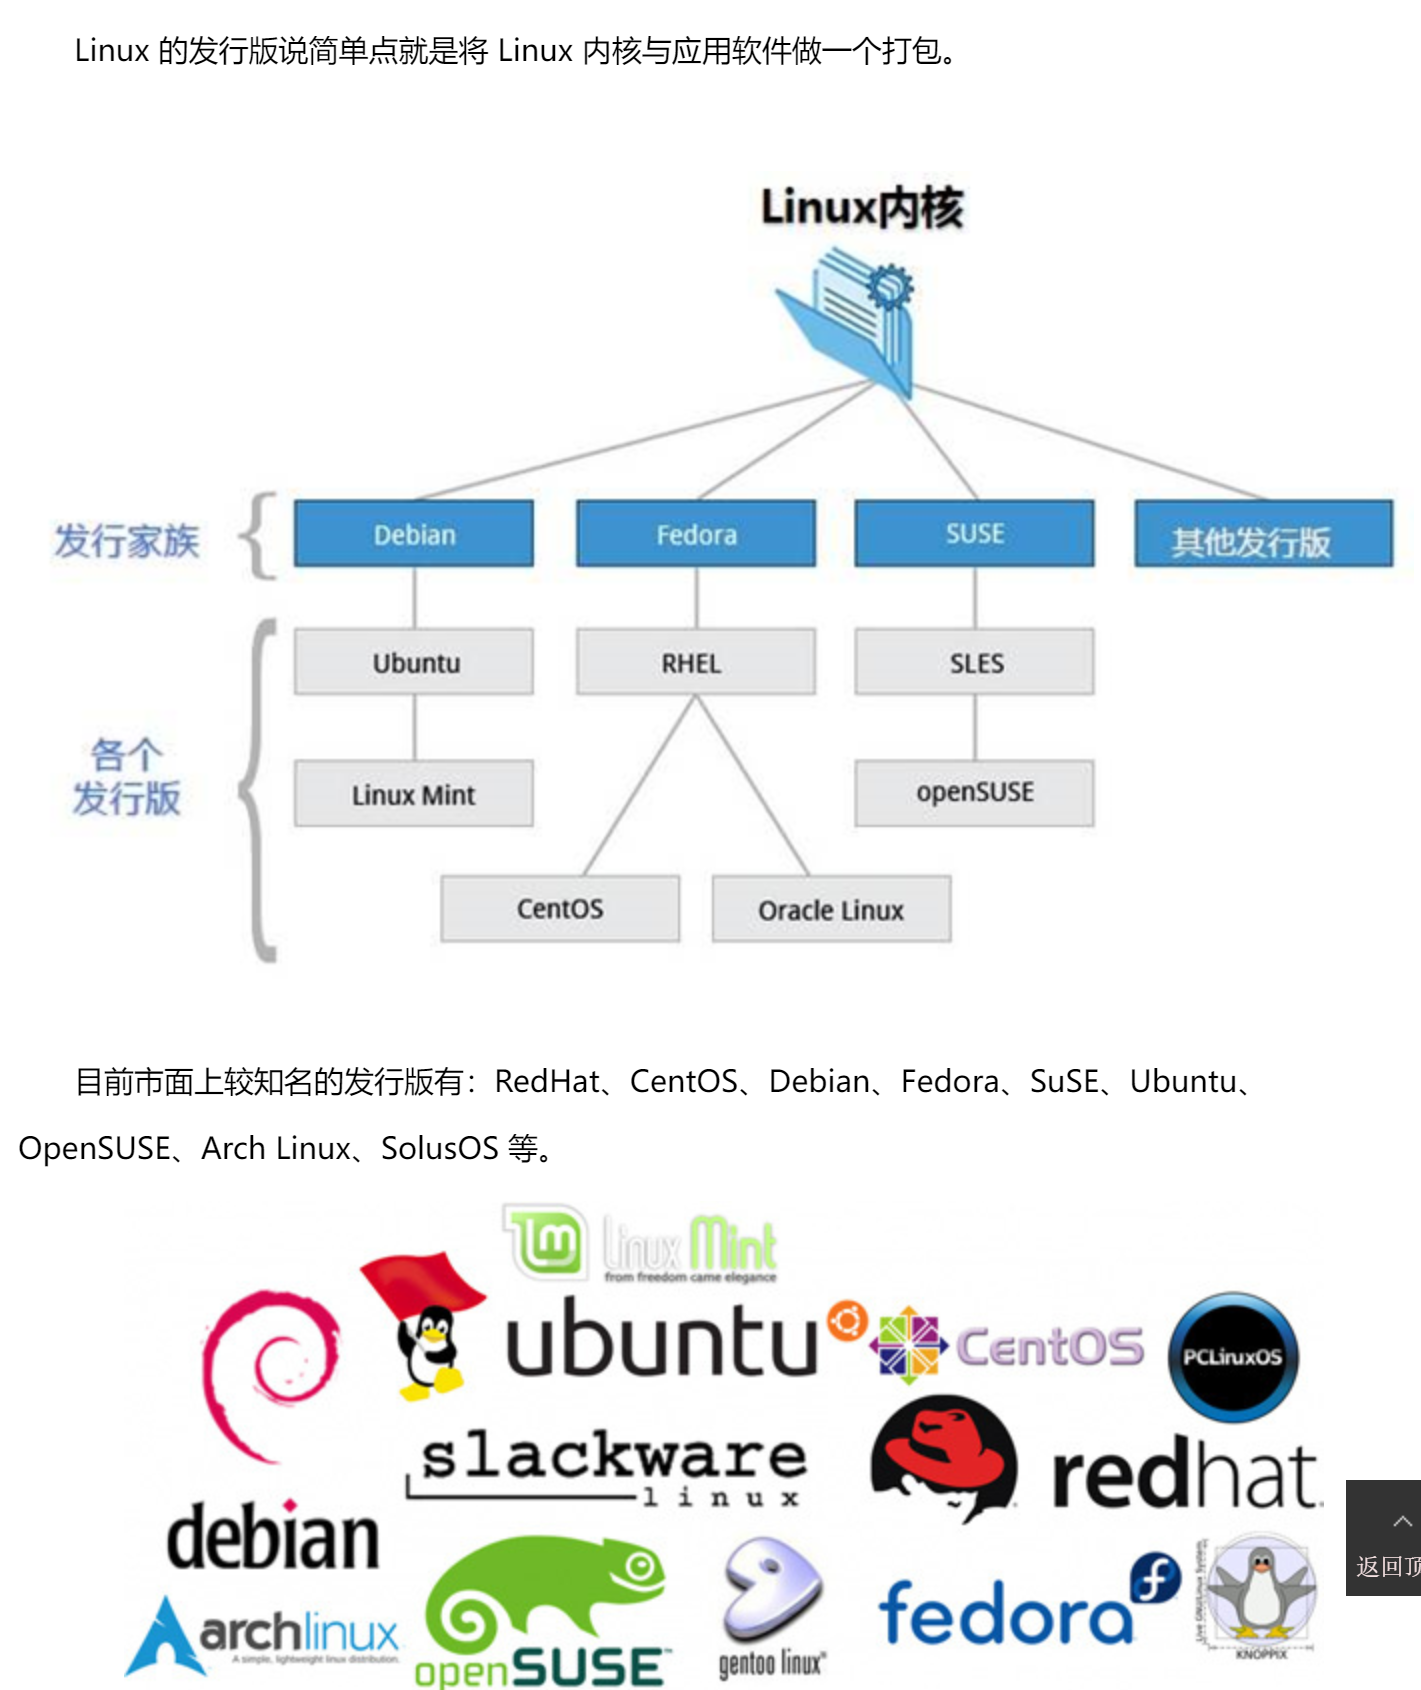 Linux 的发行版说简单点就是将 Linux 内核与应用软件做一个打包。
Linux内核
发行家族
Debian
Fedora
SUSE
其他发行版
Ubuntu
RHEL
SLES
各个
发行版
Linux Mint
openSUSE
CentOS
Oracle Linux
目前市面上较知名的发行版有：RedHat、CentOS、Debian、Fedora、SuSE、Ubuntu、
OpenSUSE、Arch Linux、SolusOS 等。
linux Mint
from freedom came elegance
ubuntu
CentOS
PCLinuxOS
slackware
linux
redhat.
debian
返回顶
archlinux
A simple, lightweight linux distribution.
openSUSE
gentoo linux
fedora
Live GNU/Linux System
KNOPPIX